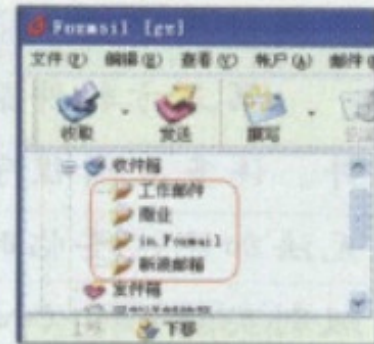 Foxmail [gx]
文件(F) 编辑(E) 查看(V) 帐户(A) 邮件(
收取 发送 撰写
收件箱
工作邮件
商业
in.Foxmail
新浪邮箱
发件箱
下移